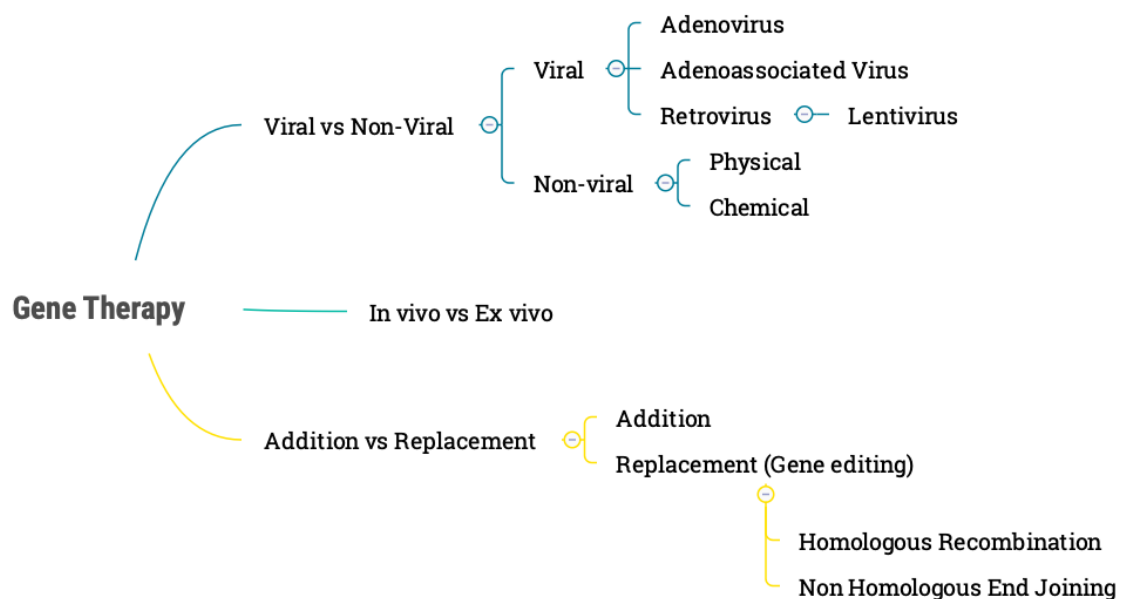 Gene Therapy
Viral vs Non-Viral
Viral
Adenovirus
Adenoassociated Virus
Retrovirus
Lentivirus
Non-viral
Physical
Chemical
In vivo vs Ex vivo
Addition vs Replacement
Addition
Replacement (Gene editing)
Homologous Recombination
Non Homologous End Joining